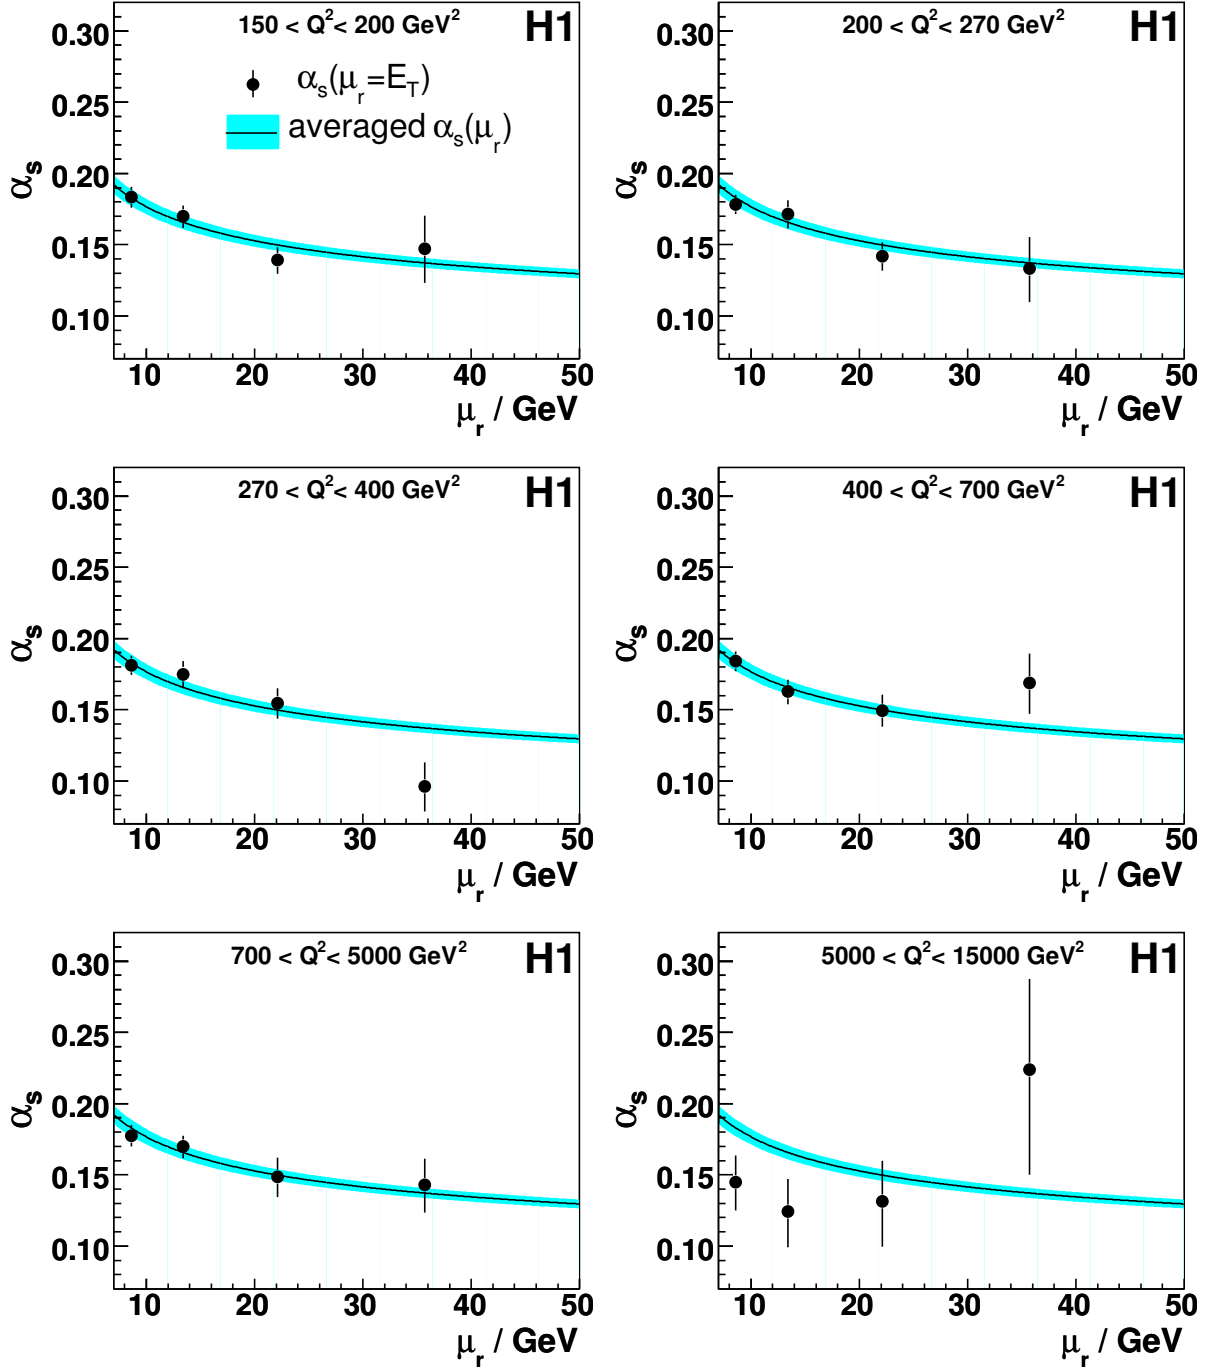 150 < Q²< 200 GeV² H1
0.30
αs(μr=ET)
0.25
averaged αs(μr)
αs
0.20
0.15
0.10
10 20 30 40 50
μr / GeV
200 < Q²< 270 GeV² H1
0.30
0.25
αs
0.20
0.15
0.10
10 20 30 40 50
μr / GeV
270 < Q²< 400 GeV² H1
0.30
0.25
αs
0.20
0.15
0.10
10 20 30 40 50
μr / GeV
400 < Q²< 700 GeV² H1
0.30
0.25
αs
0.20
0.15
0.10
10 20 30 40 50
μr / GeV
700 < Q²< 5000 GeV² H1
0.30
0.25
αs
0.20
0.15
0.10
10 20 30 40 50
μr / GeV
5000 < Q²< 15000 GeV² H1
0.30
0.25
αs
0.20
0.15
0.10
10 20 30 40 50
μr / GeV